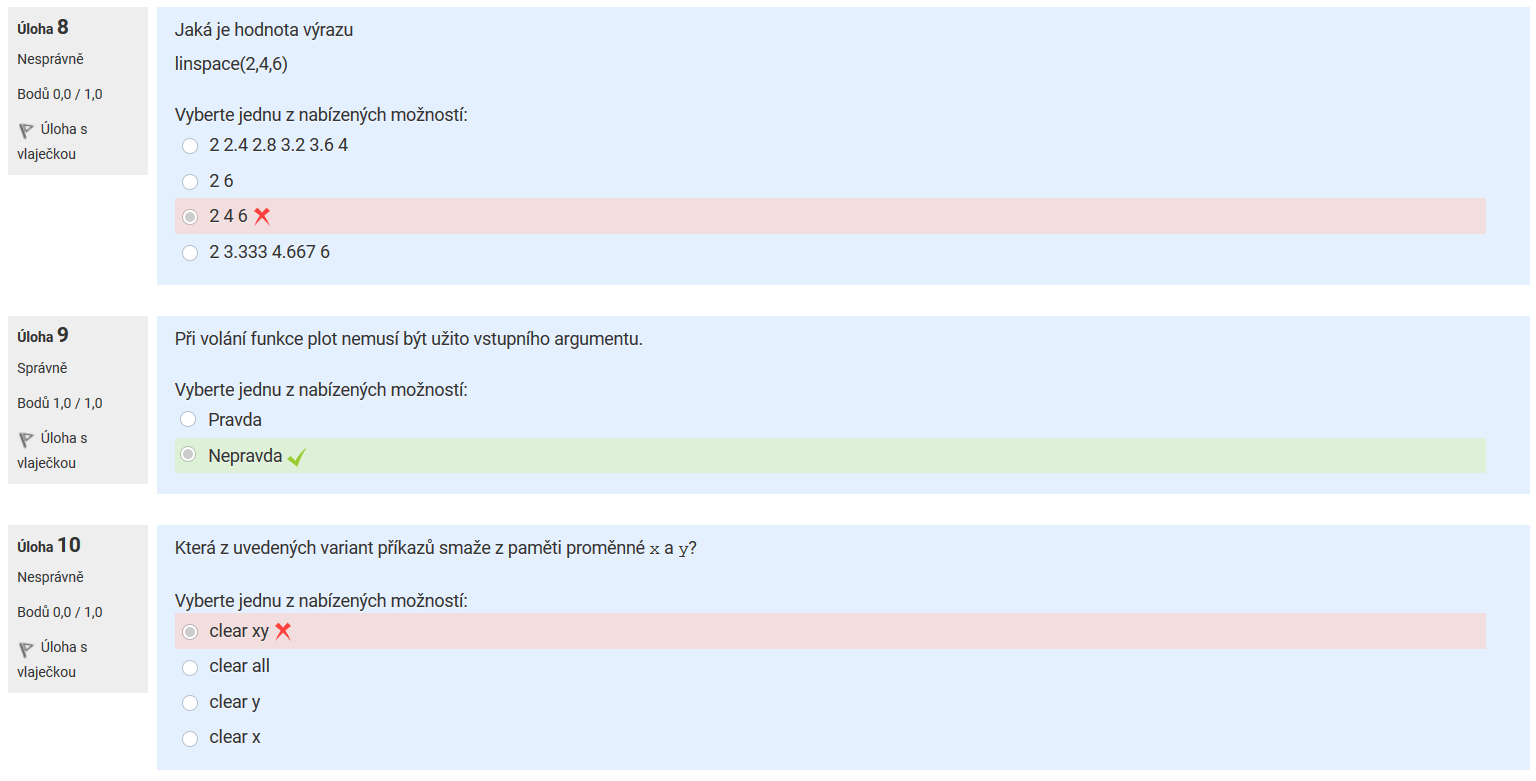 Úloha 8
Nesprávně
Bodů 0,0 / 1,0
Úloha s
vlaječkou
Jaká je hodnota výrazu
linspace(2,4,6)
Vyberte jednu z nabízených možností:
2 2.4 2.8 3.2 3.6 4
2 6
2 4 6
2 3.333 4.667 6
Úloha 9
Správně
Bodů 1,0 / 1,0
Úloha s
vlaječkou
Při volání funkce plot nemusí být užito vstupního argumentu.
Vyberte jednu z nabízených možností:
Pravda
Nepravda
Úloha 10
Nesprávně
Bodů 0,0 / 1,0
Úloha s
vlaječkou
Která z uvedených variant příkazů smaže z paměti proměnné x a y?
Vyberte jednu z nabízených možností:
clear xy
clear all
clear y
clear x